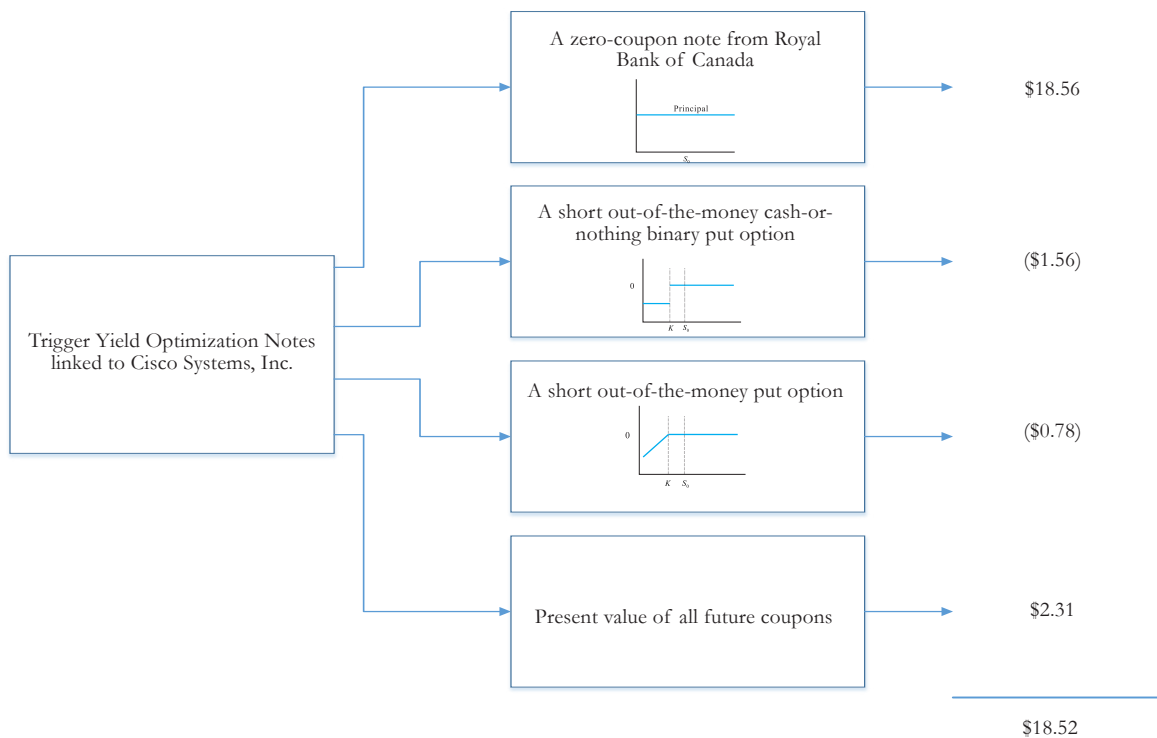 A zero-coupon note from Royal
Bank of Canada
Principal
S₀
$18.56
A short out-of-the-money cash-or-
nothing binary put option
0
K
S₀
($1.56)
Trigger Yield Optimization Notes
linked to Cisco Systems, Inc.
A short out-of-the-money put option
0
K
S₀
($0.78)
Present value of all future coupons
$2.31
$18.52